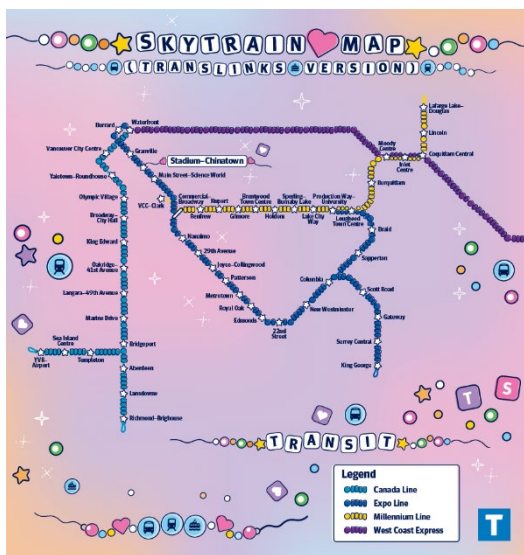 SKYTRAIN MAP
(TRANSLINKS VERSION)
Lafarge Lake–
Douglas
Burrard
Waterfront
Lincoln
Moody
Centre
Vancouver City Centre
Granville
Inlet
Centre
Coquitlam Central
Stadium–Chinatown
Yaletown–Roundhouse
Main Street–Science World
Burquitlam
Olympic Village
VCC–Clark
Commercial–
Broadway
Rupert
Brentwood
Town Centre
Sperling–
Burnaby Lake
Production Way–
University
Renfrew
Gilmore
Holdom
Lake City
Way
Lougheed
Town Centre
Broadway–
City Hall
Nanaimo
Braid
King Edward
29th Avenue
Sapperton
Oakridge–
41st Avenue
Joyce–Collingwood
Patterson
Columbia
Langara–49th Avenue
Metrotown
Scott Road
Royal Oak
New Westminster
Marine Drive
Edmonds
Gateway
22nd
Street
Sea Island
Centre
Bridgeport
Surrey Central
YVR–
Airport
Templeton
Aberdeen
King George
Lansdowne
T S
Richmond–Brighouse
TRANSIT
Legend
Canada Line
Expo Line
Millennium Line
West Coast Express
T